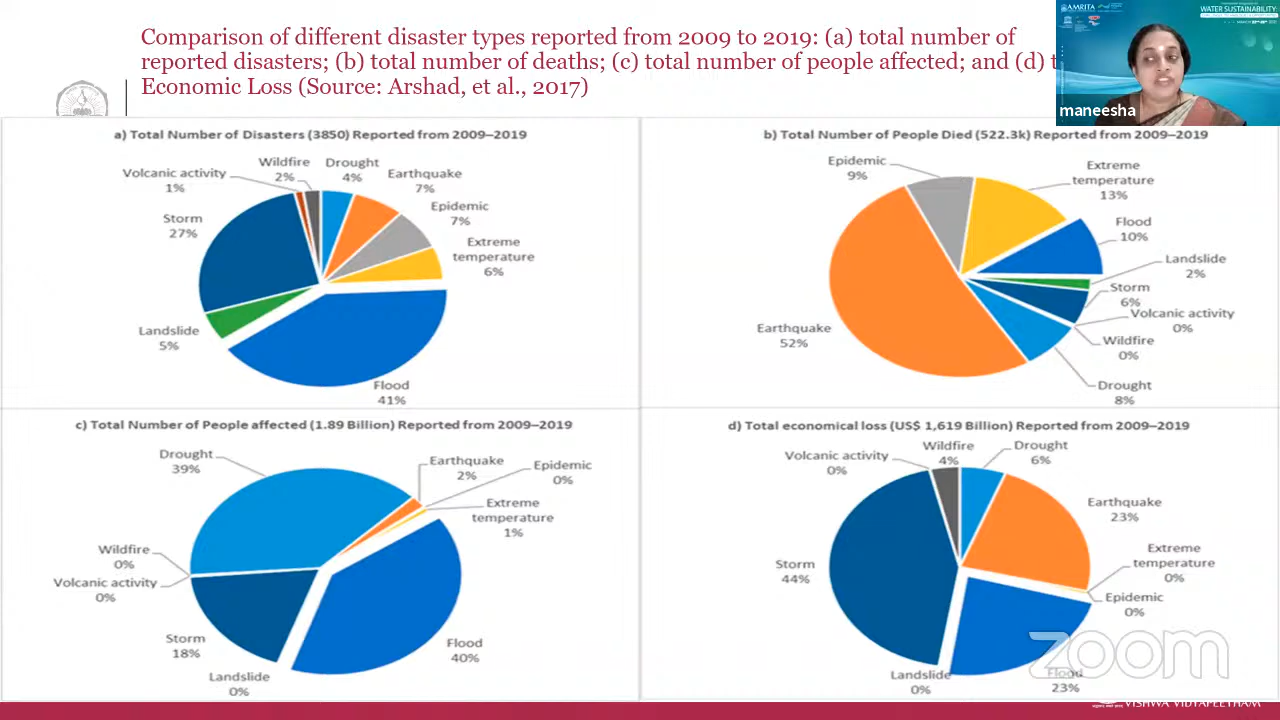 Comparison of different disaster types reported from 2009 to 2019: (a) total number of
reported disasters; (b) total number of deaths; (c) total number of people affected; and (d) t
Economic Loss (Source: Arshad, et al., 2017)
AMRITA
WATER SUSTAINABILITY:
maneesha
a) Total Number of Disasters (3850) Reported from 2009–2019
Wildfire
2%
Drought
4%
Volcanic activity
1%
Earthquake
7%
Storm
27%
Epidemic
7%
Extreme
temperature
6%
Landslide
5%
Flood
41%
b) Total Number of People Died (522.3k) Reported from 2009–2019
Epidemic
9%
Extreme
temperature
13%
Flood
10%
Landslide
2%
Storm
6%
Volcanic activity
0%
Earthquake
52%
Wildfire
0%
Drought
8%
c) Total Number of People affected (1.89 Billion) Reported from 2009–2019
Drought
39%
Earthquake
2%
Epidemic
0%
Extreme
temperature
1%
Wildfire
0%
Volcanic activity
0%
Storm
18%
Flood
40%
Landslide
0%
d) Total economical loss (US$ 1,619 Billion) Reported from 2009–2019
Wildfire
4%
Drought
6%
Volcanic activity
0%
Earthquake
23%
Extreme
temperature
0%
Storm
44%
Epidemic
0%
zoom
Landslide
0%
Flood
23%
VISHWA VIDYAPEETHAM